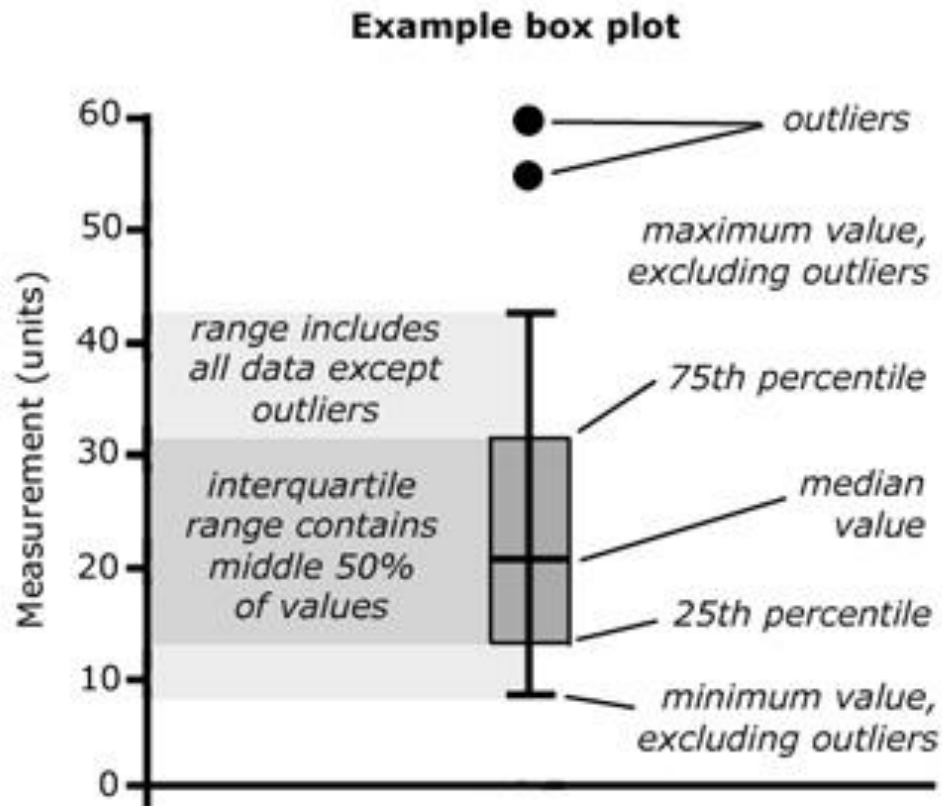 Example box plot
60
50
40
30
20
10
0
Measurement (units)
outliers
maximum value,
excluding outliers
range includes
all data except
outliers
75th percentile
interquartile
range contains
middle 50%
of values
median
value
25th percentile
minimum value,
excluding outliers